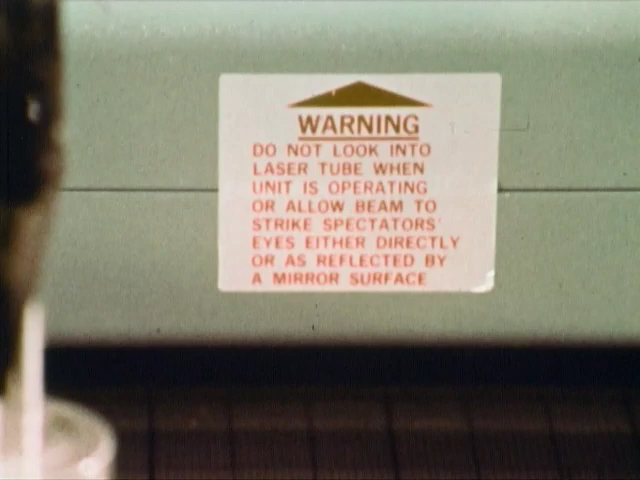 WARNING
DO NOT LOOK INTO
LASER TUBE WHEN
UNIT IS OPERATING
OR ALLOW BEAM TO
STRIKE SPECTATORS'
EYES EITHER DIRECTLY
OR AS REFLECTED BY
A MIRROR SURFACE